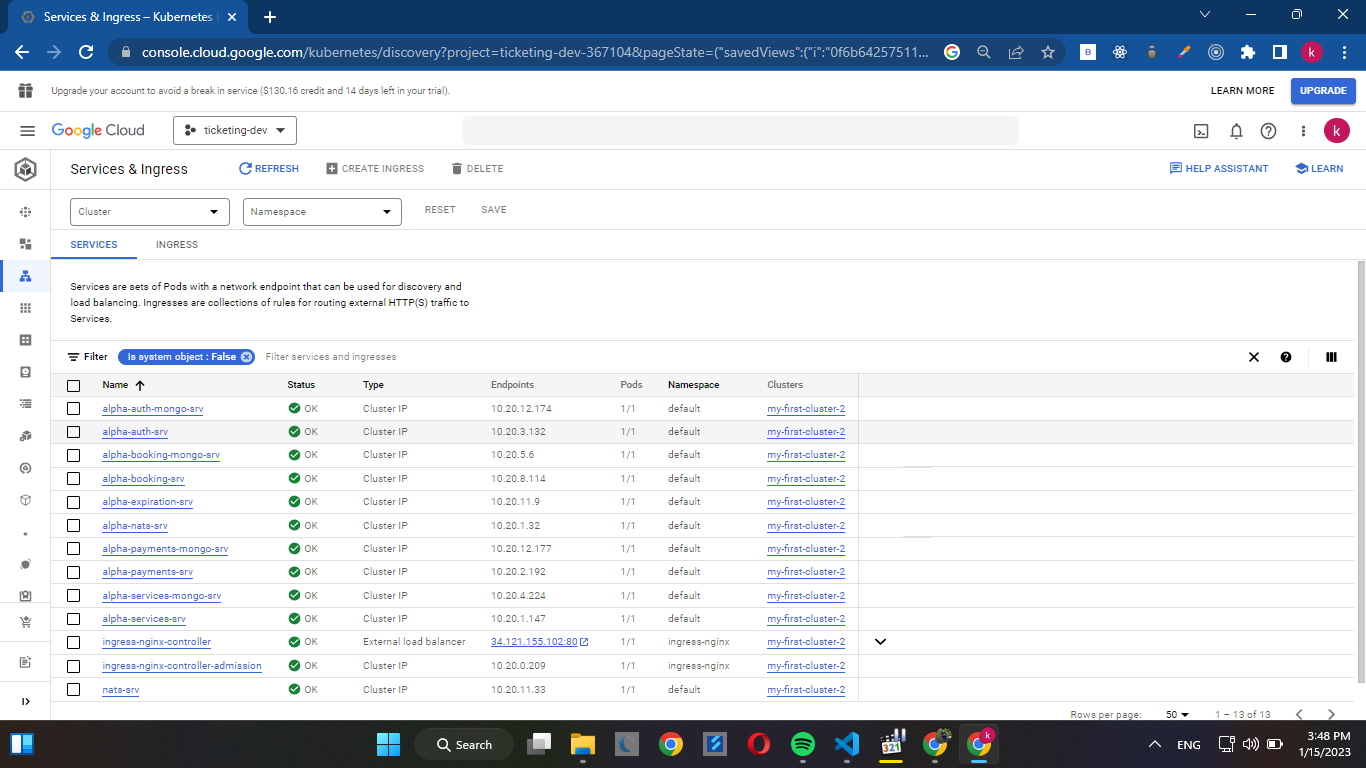 Services & Ingress – Kubernetes
console.cloud.google.com/kubernetes/discovery?project=ticketing-dev-367104&pageState=("savedViews":("i":"0f6b64257511...
B
k
Upgrade your account to avoid a break in service ($130.16 credit and 14 days left in your trial).
LEARN MORE
UPGRADE
Google Cloud
ticketing-dev
k
Services & Ingress
REFRESH
CREATE INGRESS
DELETE
HELP ASSISTANT
LEARN
Cluster
Namespace
RESET
SAVE
SERVICES
INGRESS
Services are sets of Pods with a network endpoint that can be used for discovery and
load balancing. Ingresses are collections of rules for routing external HTTP(S) traffic to
Services.
Filter
Is system object : False
Filter services and ingresses
Name Status Type Endpoints Pods Namespace Clusters
alpha-auth-mongo-srv OK Cluster IP 10.20.12.174 1/1 default my-first-cluster-2
alpha-auth-srv OK Cluster IP 10.20.3.132 1/1 default my-first-cluster-2
alpha-booking-mongo-srv OK Cluster IP 10.20.5.6 1/1 default my-first-cluster-2
alpha-booking-srv OK Cluster IP 10.20.8.114 1/1 default my-first-cluster-2
alpha-expiration-srv OK Cluster IP 10.20.11.9 1/1 default my-first-cluster-2
alpha-nats-srv OK Cluster IP 10.20.1.32 1/1 default my-first-cluster-2
alpha-payments-mongo-srv OK Cluster IP 10.20.12.177 1/1 default my-first-cluster-2
alpha-payments-srv OK Cluster IP 10.20.2.192 1/1 default my-first-cluster-2
alpha-services-mongo-srv OK Cluster IP 10.20.4.224 1/1 default my-first-cluster-2
alpha-services-srv OK Cluster IP 10.20.1.147 1/1 default my-first-cluster-2
ingress-nginx-controller OK External load balancer 34.121.155.102:80 1/1 ingress-nginx my-first-cluster-2
ingress-nginx-controller-admission OK Cluster IP 10.20.0.209 1/1 ingress-nginx my-first-cluster-2
nats-srv OK Cluster IP 10.20.11.33 1/1 default my-first-cluster-2
Rows per page: 50 1 – 13 of 13
Search
321
k
ENG
3:48 PM
1/15/2023